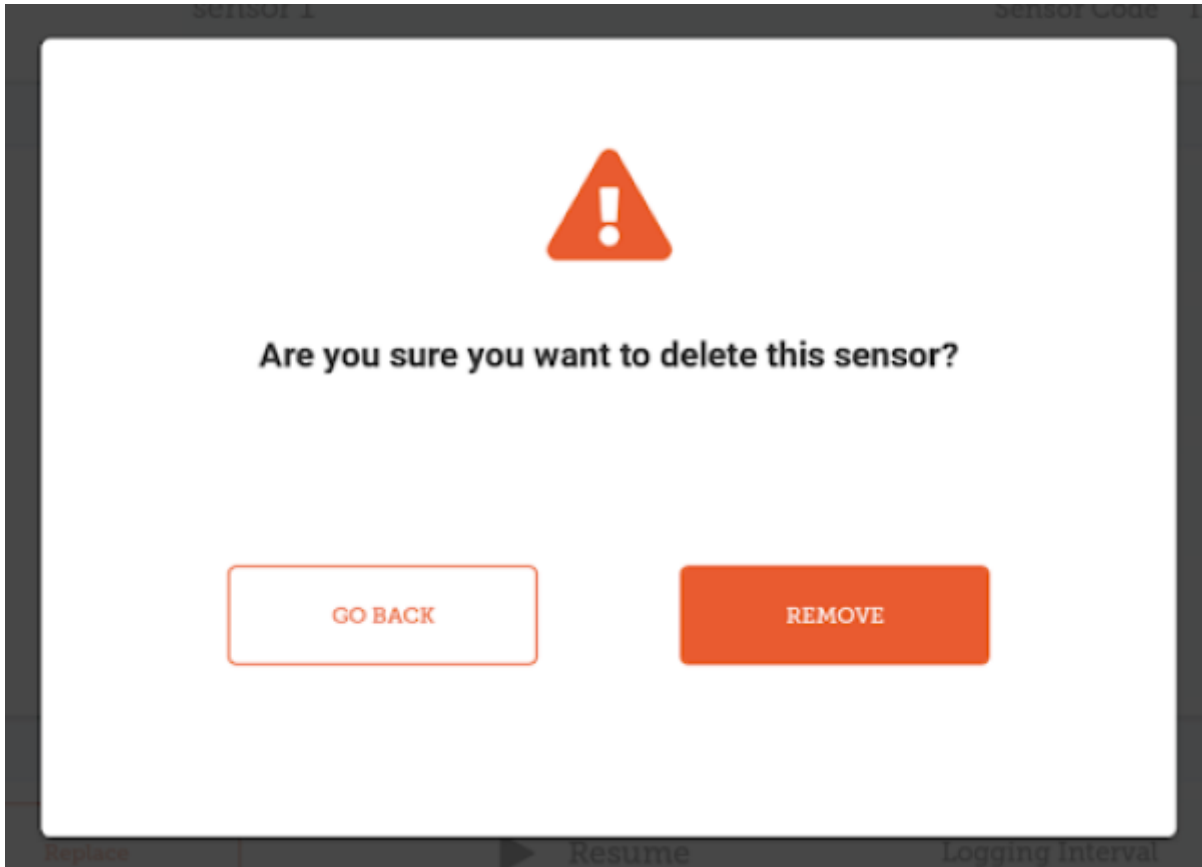 sensor 1
Sensor Code
Are you sure you want to delete this sensor?
GO BACK
REMOVE
Replace
Resume
Logging Interval